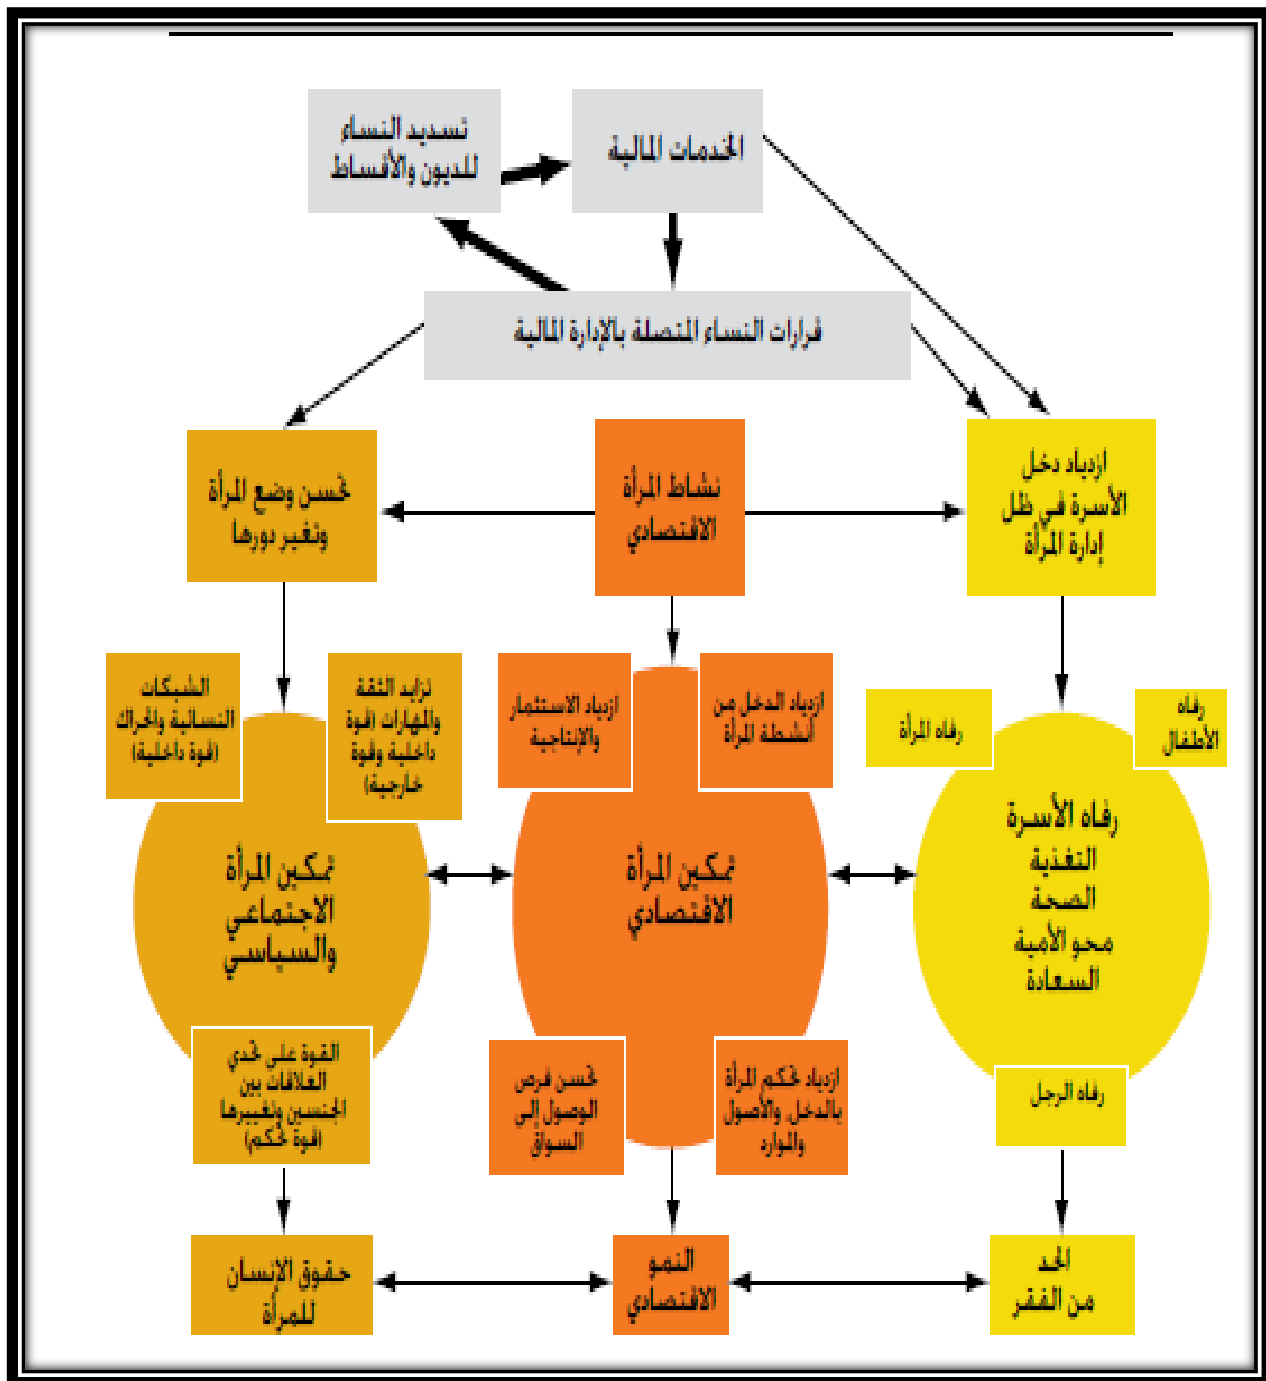 الخدمات المالية
تسديد النساء
للديون والأقساط
قرارات النساء المتصلة بالإدارة المالية
ازدياد دخل
الأسرة في ظل
إدارة المرأة
نشاط المرأة
الاقتصادي
تحسن وضع المرأة
وتغير دورها
رفاه
الأطفال
رفاه المرأة
رفاه الأسرة
التغذية
الصحة
محو الأمية
السعادة
رفاه الرجل
ازدياد الدخل من
أنشطة المرأة
ازدياد الاستثمار
والإنتاجية
تمكين المرأة
الاقتصادي
ازدياد تحكم المرأة
بالدخل, والأصول
والموارد
تحسن فرص
الوصول إلى
السواق
تزايد الثقة
والمهارات (قوة
داخلية وقوة
خارجية)
الشبكات
النسائية والحراك
(قوة داخلية)
تمكين المرأة
الاجتماعي
والسياسي
القوة على تحدي
العلاقات بين
الجنسين وتغييرها
(قوة تحكم)
الحد
من الفقر
النمو
الاقتصادي
حقوق الإنسان
للمرأة